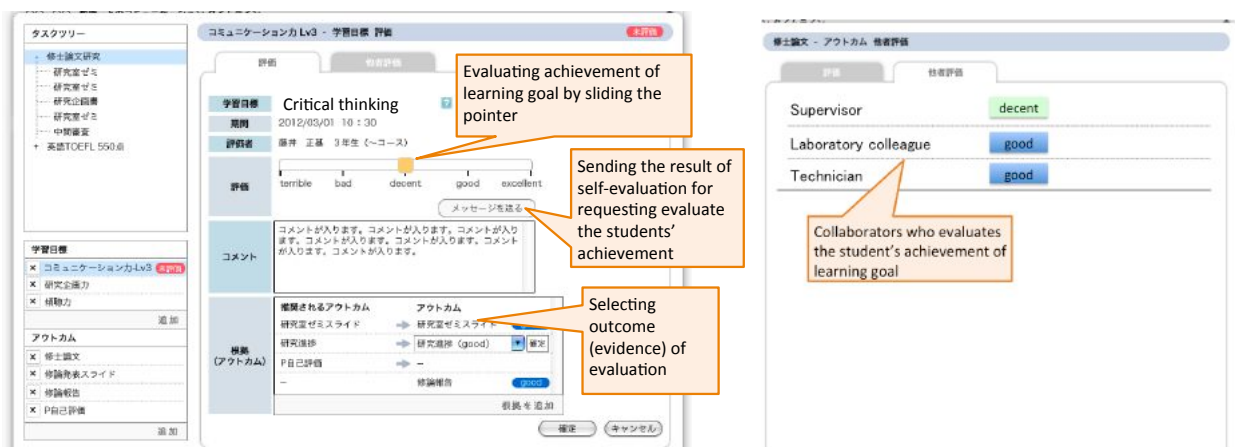 タスクツリー
- 修士論文研究
研究室ゼミ
研究室ゼミ
研究企画書
研究室ゼミ
中間審査
+ 英語TOEFL 550点
学習目標
× コミュニケーション力Lv3 未評価
× 研究企画力
× 傾聴力
追加
アウトカム
× 修士論文
× 修論発表スライド
× 修論報告
× P自己評価
追加
コミュニケーション力 Lv3 - 学習目標 評価
未評価
評価
他者評価
学習目標 Critical thinking ?
期間 2012/03/01 10：30
評価者 藤井 正基 3年生 (~コース)
評価
terrible bad decent good excellent
メッセージを送る
コメント
コメントが入ります。コメントが入ります。コメントが入り
ます。コメントが入ります。コメントが入ります。コメント
が入ります。コメントが入ります。
根拠
(アウトカム)
推薦されるアウトカム アウトカム
研究室ゼミスライド 研究室ゼミスライド
研究進捗 研究進捗 (good) 確定
P自己評価 –
– 修論報告 good
根拠を追加
確定 キャンセル
Evaluating achievement of
learning goal by sliding the
pointer
Sending the result of
self-evaluation for
requesting evaluate
the students’
achievement
Selecting
outcome
(evidence) of
evaluation
修士論文 - アウトカム 他者評価
評価
他者評価
Supervisor decent
Laboratory colleague good
Technician good
Collaborators who evaluates
the student’s achievement of
learning goal